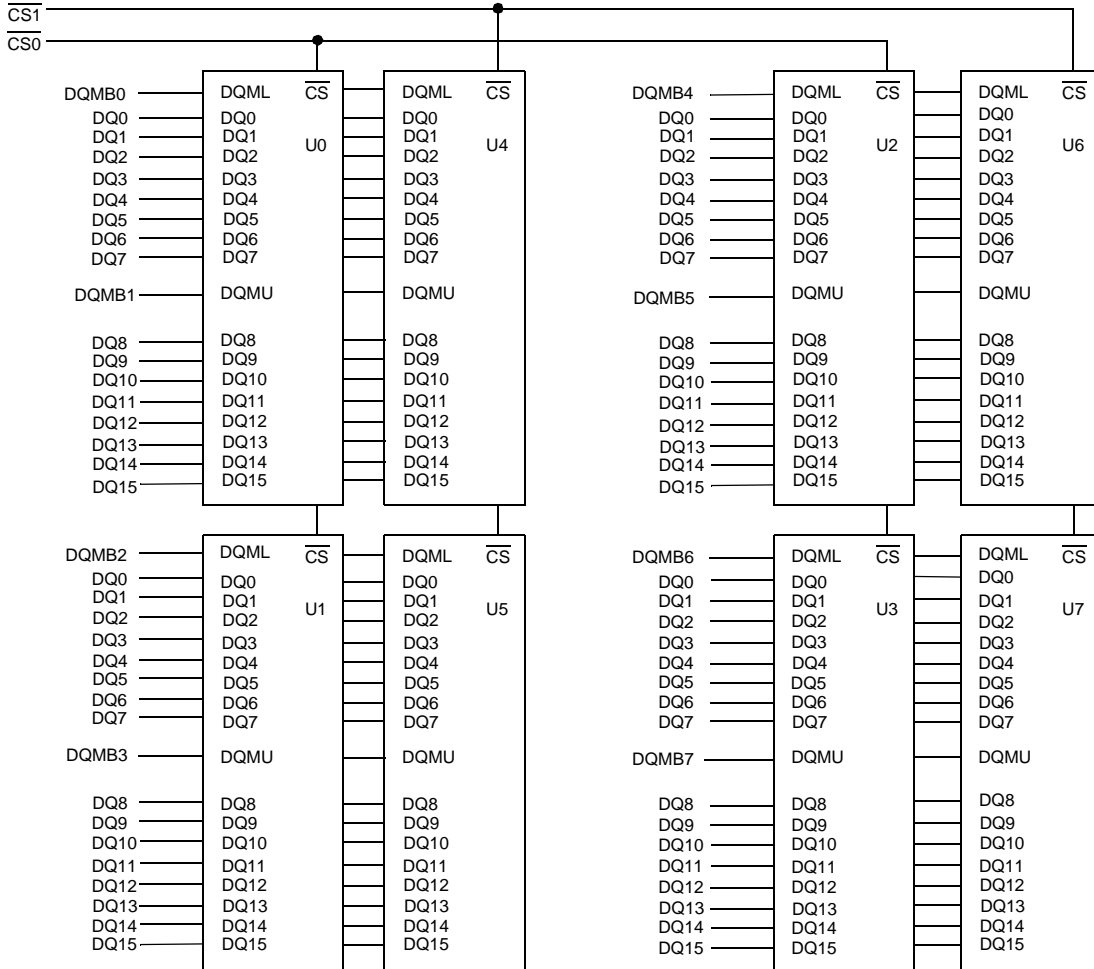 CS1
CS0
DQMB0 DQML CS DQML CS DQMB4 DQML CS DQML CS
DQ0 DQ0 DQ0 DQ0 DQ0 DQ0
DQ1 DQ1 U0 DQ1 U4 DQ1 DQ1 U2 DQ1 U6
DQ2 DQ2 DQ2 DQ2 DQ2 DQ2
DQ3 DQ3 DQ3 DQ3 DQ3 DQ3
DQ4 DQ4 DQ4 DQ4 DQ4 DQ4
DQ5 DQ5 DQ5 DQ5 DQ5 DQ5
DQ6 DQ6 DQ6 DQ6 DQ6 DQ6
DQ7 DQ7 DQ7 DQ7 DQ7 DQ7
DQMB1 DQMU DQMU DQMB5 DQMU DQMU
DQ8 DQ8 DQ8 DQ8 DQ8 DQ8
DQ9 DQ9 DQ9 DQ9 DQ9 DQ9
DQ10 DQ10 DQ10 DQ10 DQ10 DQ10
DQ11 DQ11 DQ11 DQ11 DQ11 DQ11
DQ12 DQ12 DQ12 DQ12 DQ12 DQ12
DQ13 DQ13 DQ13 DQ13 DQ13 DQ13
DQ14 DQ14 DQ14 DQ14 DQ14 DQ14
DQ15 DQ15 DQ15 DQ15 DQ15 DQ15
DQMB2 DQML CS DQML CS DQMB6 DQML CS DQML CS
DQ0 DQ0 DQ0 DQ0 DQ0 DQ0
DQ1 DQ1 U1 DQ1 U5 DQ1 DQ1 U3 DQ1 U7
DQ2 DQ2 DQ2 DQ2 DQ2 DQ2
DQ3 DQ3 DQ3 DQ3 DQ3 DQ3
DQ4 DQ4 DQ4 DQ4 DQ4 DQ4
DQ5 DQ5 DQ5 DQ5 DQ5 DQ5
DQ6 DQ6 DQ6 DQ6 DQ6 DQ6
DQ7 DQ7 DQ7 DQ7 DQ7 DQ7
DQMB3 DQMU DQMU DQMB7 DQMU DQMU
DQ8 DQ8 DQ8 DQ8 DQ8 DQ8
DQ9 DQ9 DQ9 DQ9 DQ9 DQ9
DQ10 DQ10 DQ10 DQ10 DQ10 DQ10
DQ11 DQ11 DQ11 DQ11 DQ11 DQ11
DQ12 DQ12 DQ12 DQ12 DQ12 DQ12
DQ13 DQ13 DQ13 DQ13 DQ13 DQ13
DQ14 DQ14 DQ14 DQ14 DQ14 DQ14
DQ15 DQ15 DQ15 DQ15 DQ15 DQ15